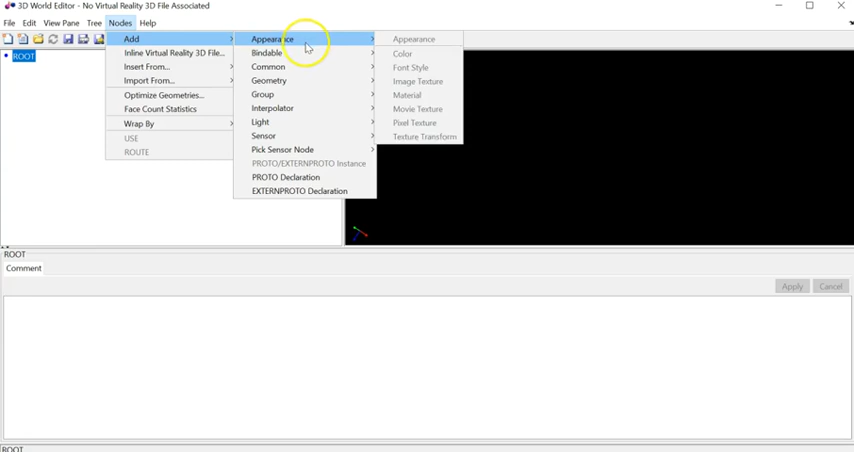 3D World Editor - No Virtual Reality 3D File Associated
File Edit View Pane Tree Nodes Help
ROOT
Add
Inline Virtual Reality 3D File...
Insert From...
Import From...
Optimize Geometries...
Face Count Statistics
Wrap By
USE
ROUTE
Appearance
Bindable
Common
Geometry
Group
Interpolator
Light
Sensor
Pick Sensor Node
PROTO/EXTERNPROTO Instance
PROTO Declaration
EXTERNPROTO Declaration
Appearance
Color
Font Style
Image Texture
Material
Movie Texture
Pixel Texture
Texture Transform
ROOT
Comment
Apply Cancel
ROOT